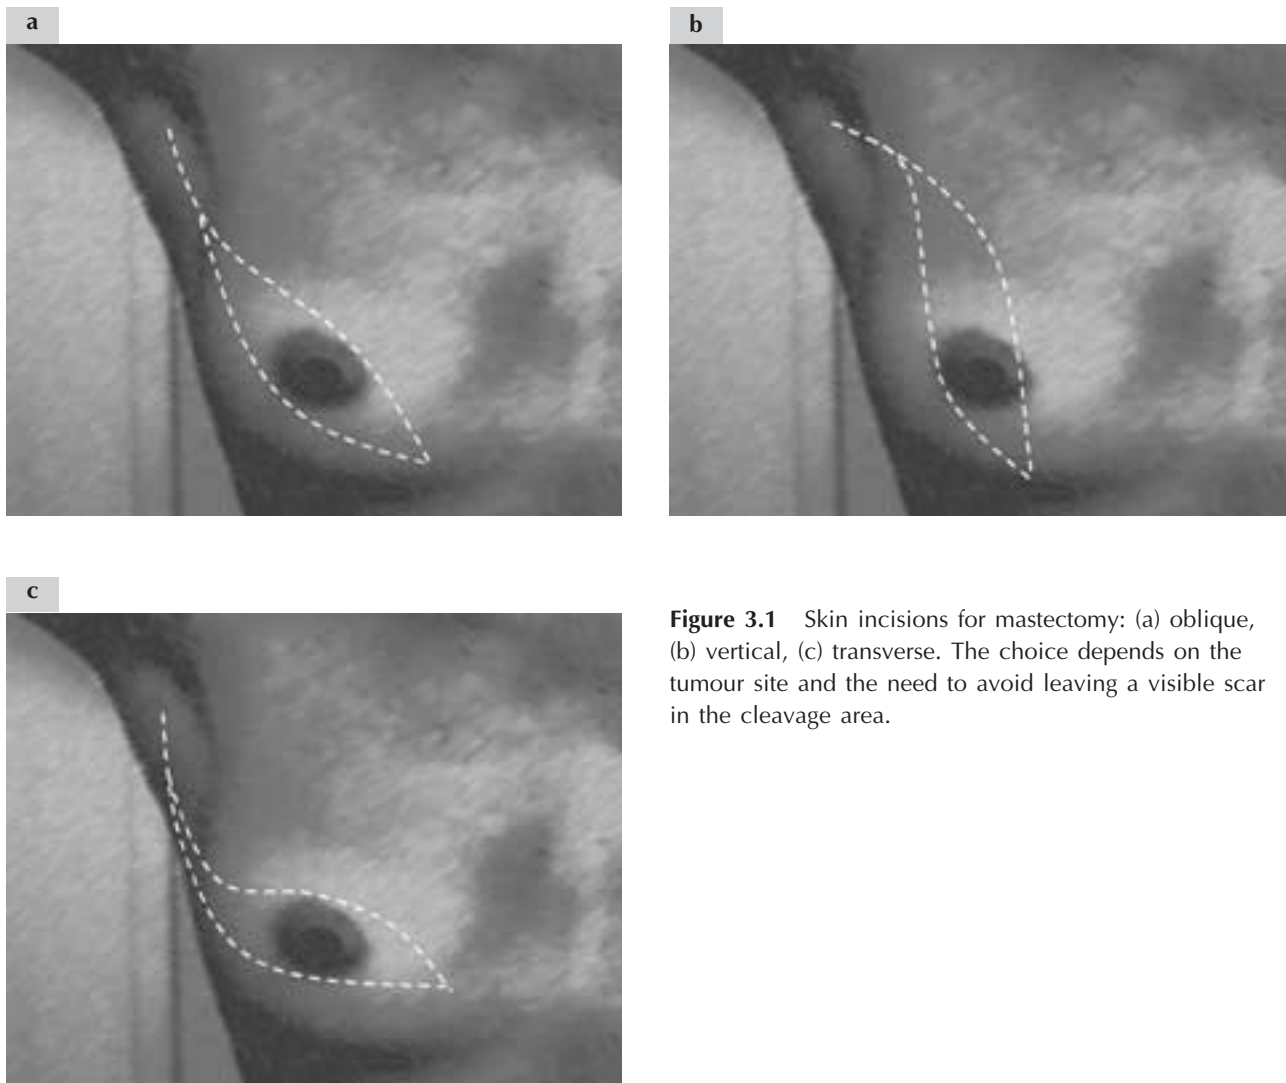 a
b
c
Figure 3.1 Skin incisions for mastectomy: (a) oblique,
(b) vertical, (c) transverse. The choice depends on the
tumour site and the need to avoid leaving a visible scar
in the cleavage area.